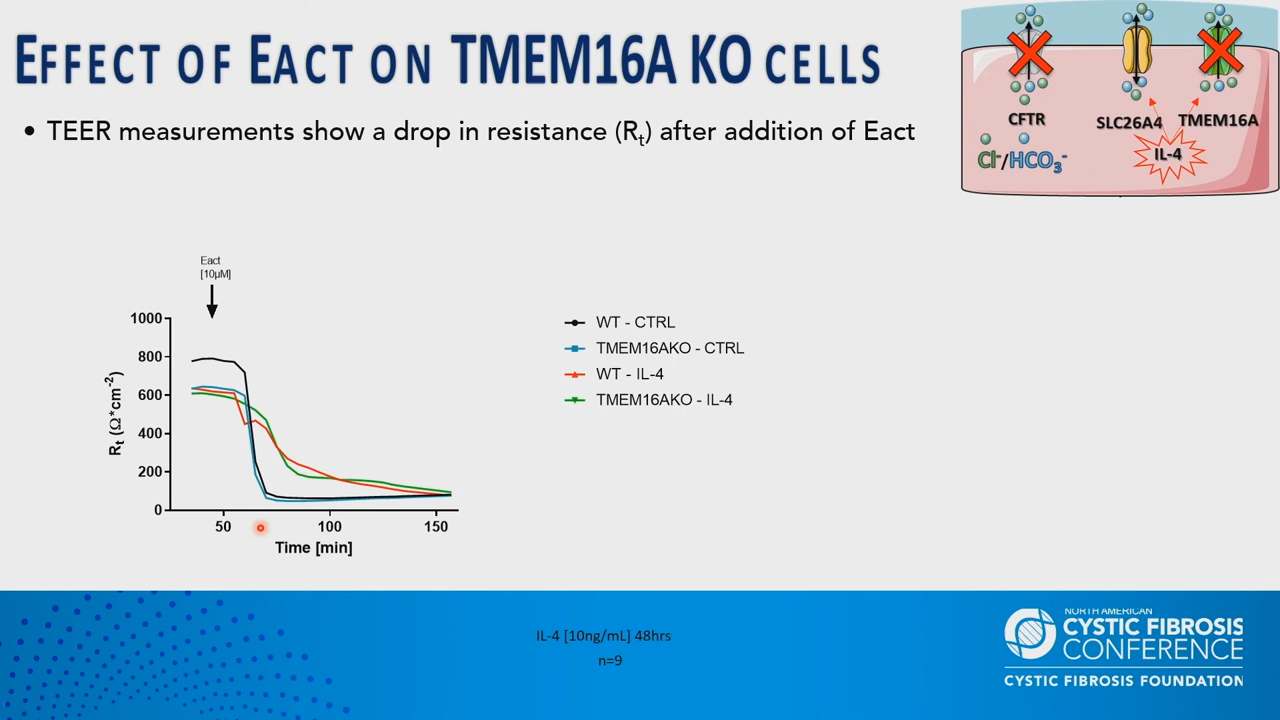 EFFECT OF EACT ON TMEM16A KO CELLS
• TEER measurements show a drop in resistance (Rt) after addition of Eact
CFTR
SLC26A4
TMEM16A
IL-4
Cl-/HCO3-
Eact
[10µM]
1000
800
600
400
200
0
Rt (Ω*cm-2)
50
100
150
Time [min]
WT - CTRL
TMEM16AKO - CTRL
WT - IL-4
TMEM16AKO - IL-4
IL-4 [10ng/mL] 48hrs
n=9
NORTH AMERICAN
CYSTIC FIBROSIS
CONFERENCE
CYSTIC FIBROSIS FOUNDATION